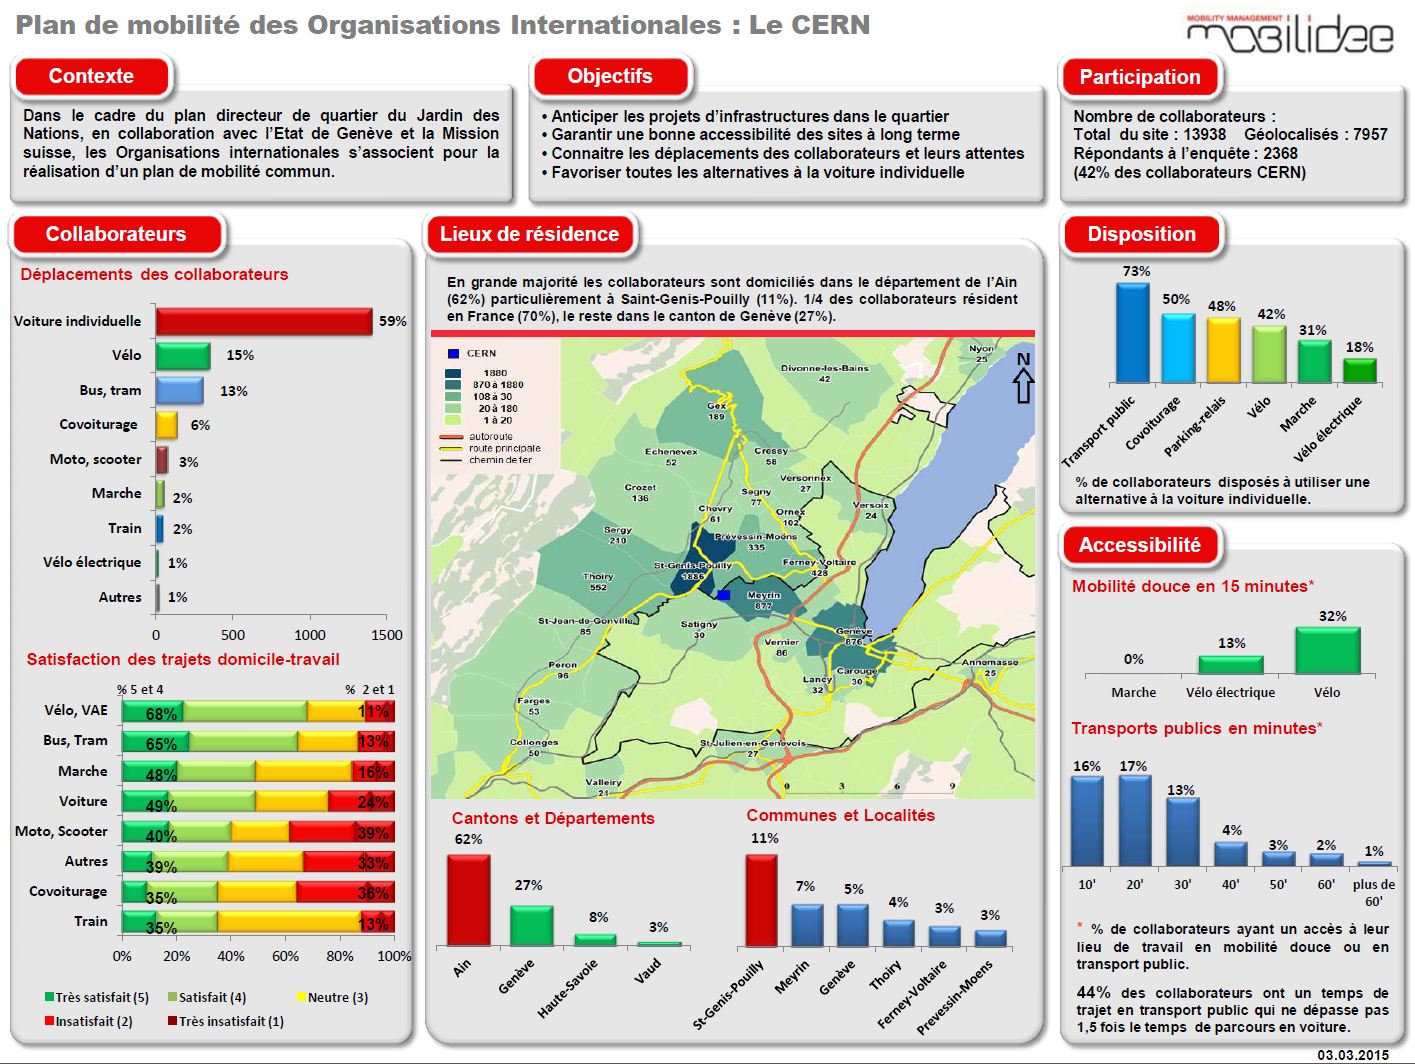 Plan de mobilité des Organisations Internationales : Le CERN
MOBILITY MANAGEMENT
mobilidée
Contexte
Dans le cadre du plan directeur de quartier du Jardin des
Nations, en collaboration avec l'Etat de Genève et la Mission
suisse, les Organisations internationales s'associent pour la
réalisation d'un plan de mobilité commun.
Objectifs
• Anticiper les projets d'infrastructures dans le quartier
• Garantir une bonne accessibilité des sites à long terme
• Connaitre les déplacements des collaborateurs et leurs attentes
• Favoriser toutes les alternatives à la voiture individuelle
Participation
Nombre de collaborateurs :
Total du site : 13938 Géolocalisés : 7957
Répondants à l'enquête : 2368
(42% des collaborateurs CERN)
Collaborateurs
Déplacements des collaborateurs
Voiture individuelle 59%
Vélo 15%
Bus, tram 13%
Covoiturage 6%
Moto, scooter 3%
Marche 2%
Train 2%
Vélo électrique 1%
Autres 1%
0 500 1000 1500
Satisfaction des trajets domicile-travail
% 5 et 4 % 2 et 1
Vélo, VAE 68% 11%
Bus, Tram 65% 13%
Marche 48% 16%
Voiture 49% 24%
Moto, Scooter 40% 39%
Autres 39% 33%
Covoiturage 35% 36%
Train 35% 13%
0% 20% 40% 60% 80% 100%
Très satisfait (5) Satisfait (4) Neutre (3)
Insatisfait (2) Très insatisfait (1)
Lieux de résidence
En grande majorité les collaborateurs sont domiciliés dans le département de l'Ain
(62%) particulièrement à Saint-Genis-Pouilly (11%). 1/4 des collaborateurs résident
en France (70%), le reste dans le canton de Genève (27%).
CERN
1880
870 à 1880
108 à 30
20 à 180
1 à 20
autoroute
route principale
chemin de fer
N
Nyon
25
Divonne-les-Bains
42
Gex
189
Echenevex
52
Cressy
58
Versonnex
27
Crozet
136
Segny
77
Versoix
24
Chevry
61
Ornex
102
Sergy
210
Prévessin-Moëns
335
St-Genis-Pouilly
1886
Ferney-Voltaire
428
Thoiry
552
Meyrin
877
St-Jean-de-Gonville
85
Satigny
30
Genève
876
Vernier
86
Peron
96
Carouge
30
Annemasse
25
Lancy
32
Farges
53
Collonges
50
St-Julien-en-Genevois
27
Valleiry
21
0 3 6 9
Cantons et Départements
62%
27%
8%
3%
Ain
Genève
Haute-Savoie
Vaud
Communes et Localités
11%
7%
5%
4%
3%
3%
St-Genis-Pouilly
Meyrin
Genève
Thoiry
Ferney-Voltaire
Prevessin-Moens
Disposition
73%
50%
48%
42%
31%
18%
Transport public
Covoiturage
Parking-relais
Vélo
Marche
Vélo électrique
% de collaborateurs disposés à utiliser une
alternative à la voiture individuelle.
Accessibilité
Mobilité douce en 15 minutes*
0% 13% 32%
Marche Vélo électrique Vélo
Transports publics en minutes*
16% 17% 13% 4% 3% 2% 1%
10' 20' 30' 40' 50' 60' plus de
60'
* % de collaborateurs ayant un accès à leur
lieu de travail en mobilité douce ou en
transport public.
44% des collaborateurs ont un temps de
trajet en transport public qui ne dépasse pas
1,5 fois le temps de parcours en voiture.
03.03.2015